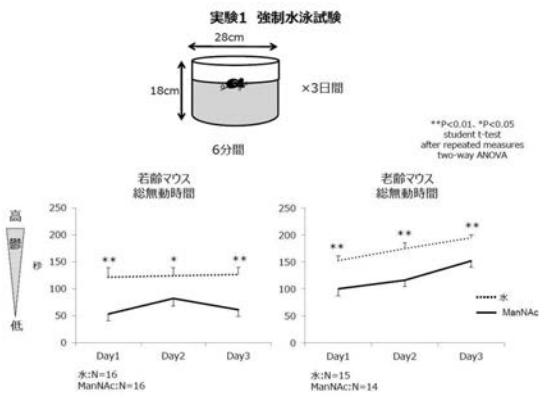 実験1 強制水泳試験
28cm
18cm
×3日間
6分間
**P<0.01、*P<0.05
student t-test
after repeated measures
two-way ANOVA
若齢マウス
総無動時間
高
鬱
低
秒
250
200
150
100
50
0
** * **
Day1 Day2 Day3
水:N=16
ManNAc:N=16
老齢マウス
総無動時間
250
200
150
100
50
0
** ** **
水
ManNAc
Day1 Day2 Day3
水:N=15
ManNAc:N=14